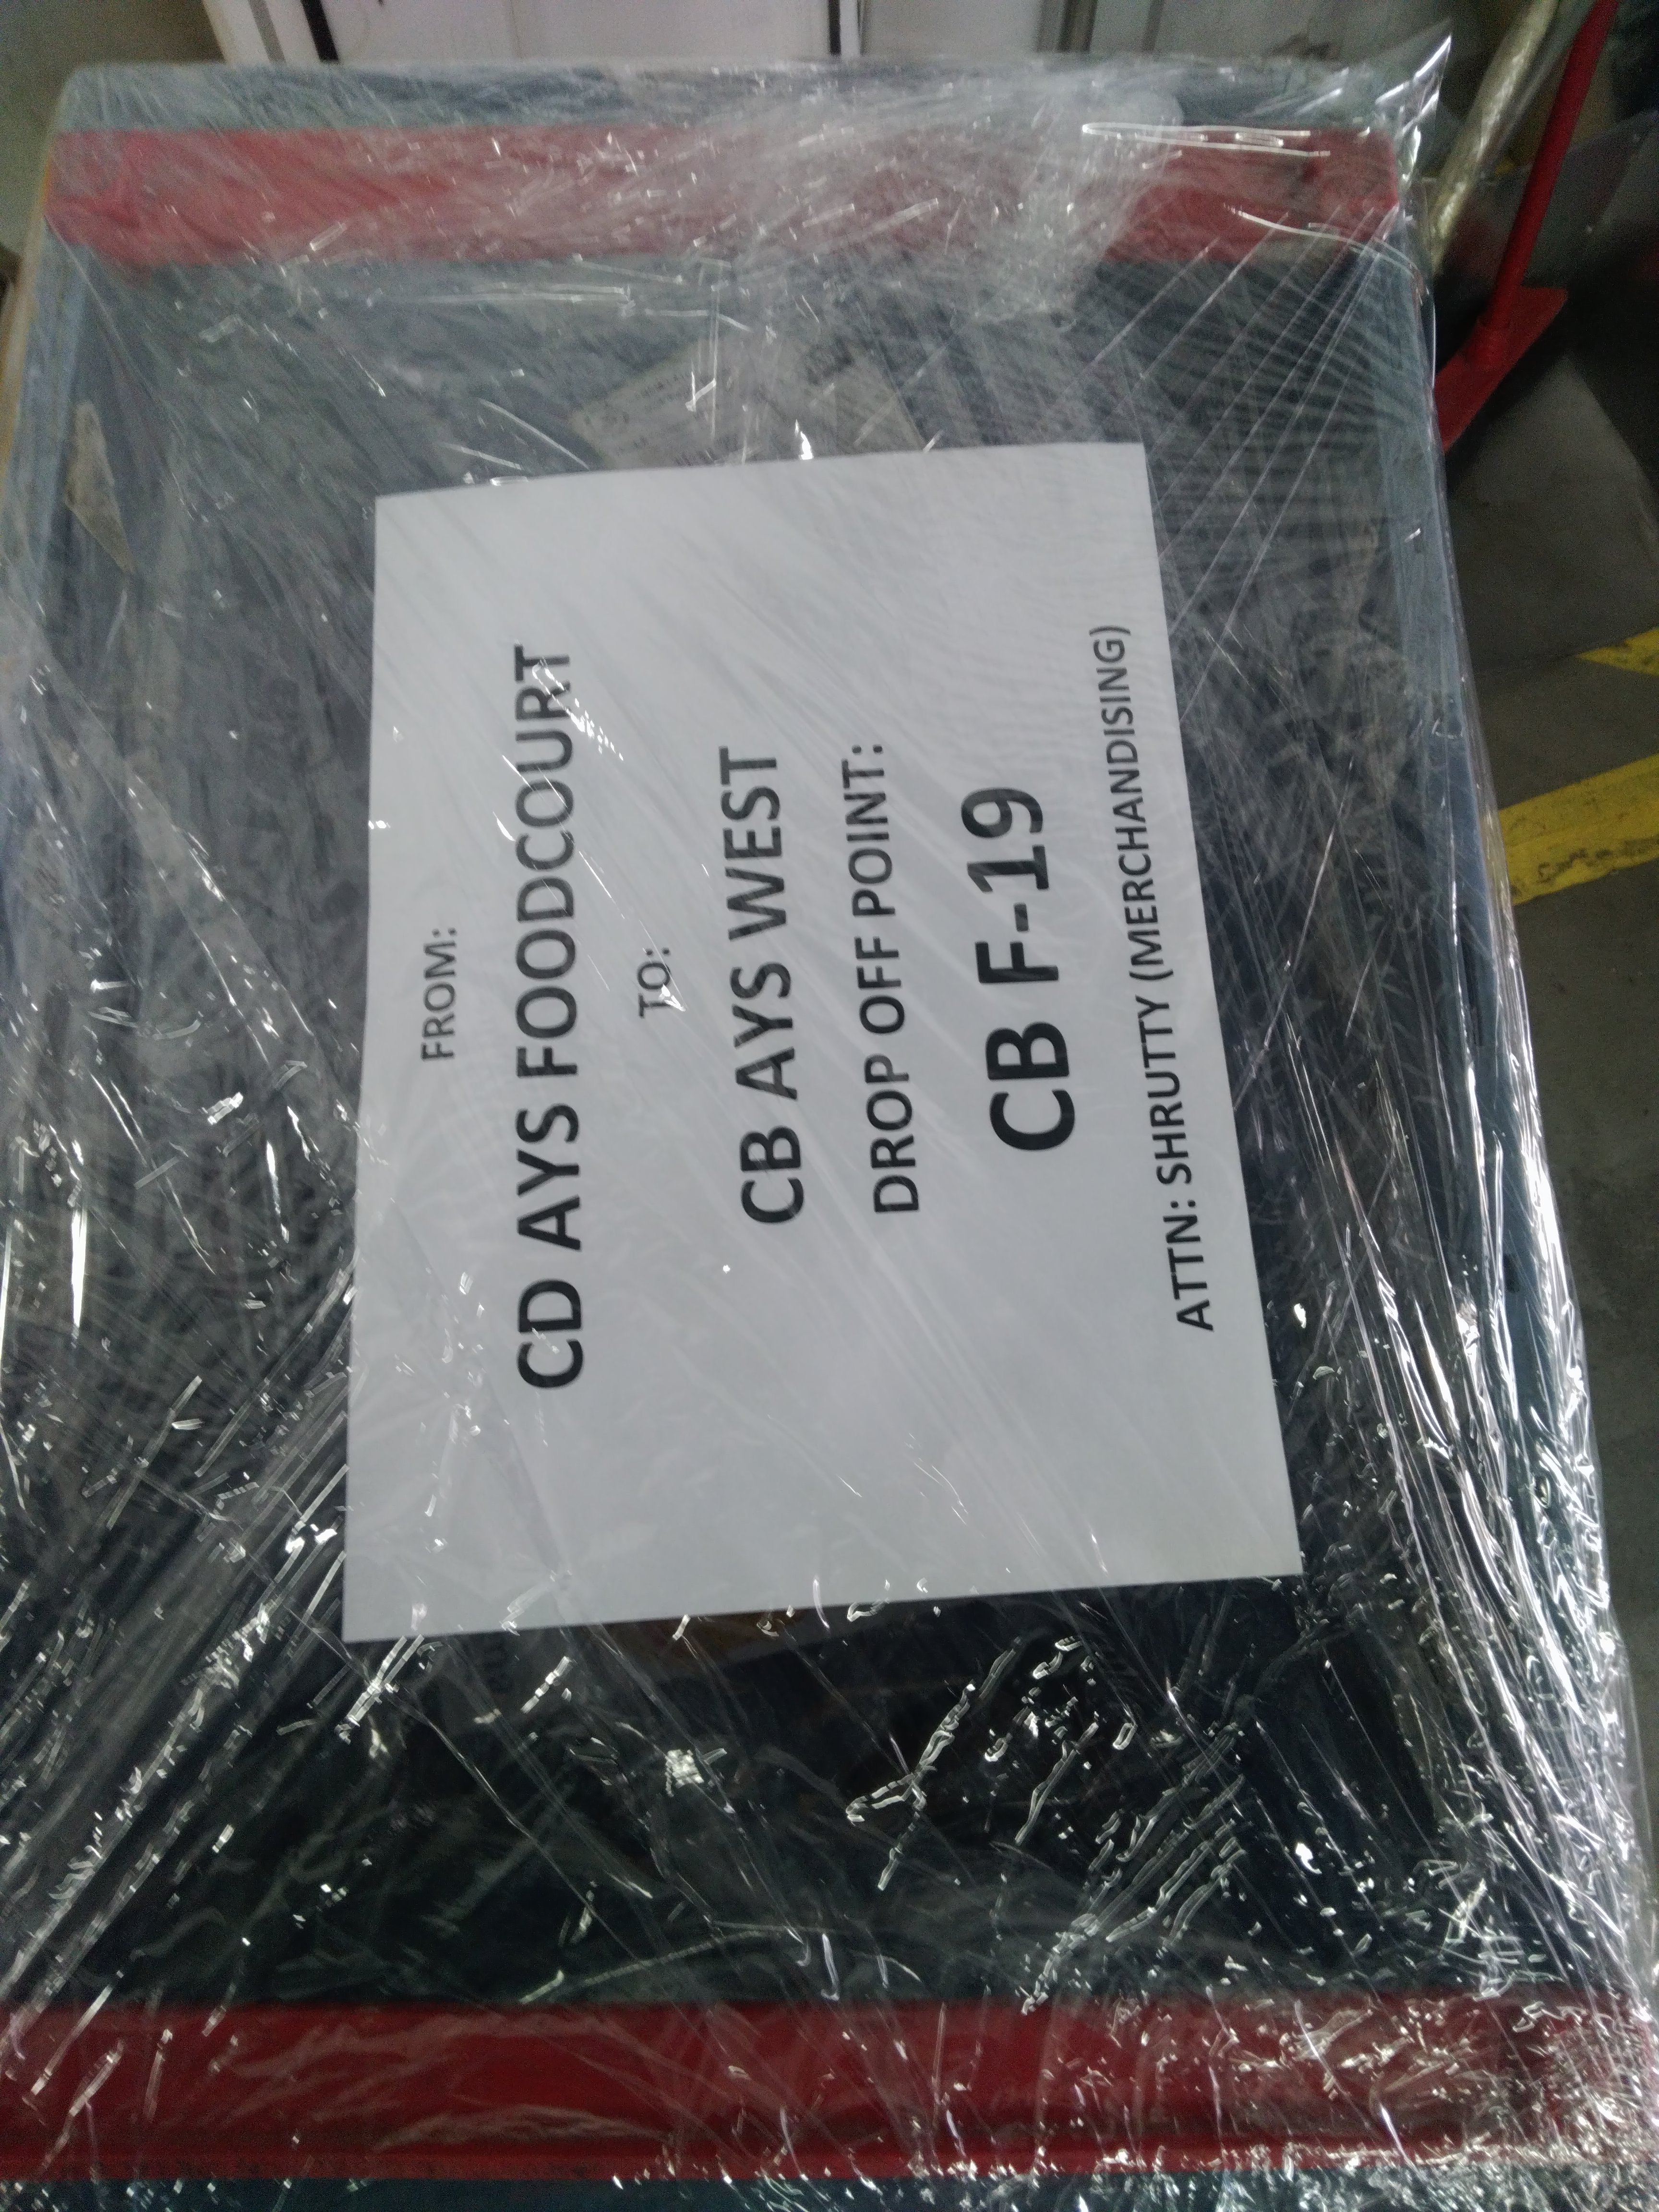 FROM:
CD AYS FOODCOURT
TO:
CB AYS WEST
DROP OFF POINT:
CB F-19
ATTN: SHRUTTY (MERCHANDISING)